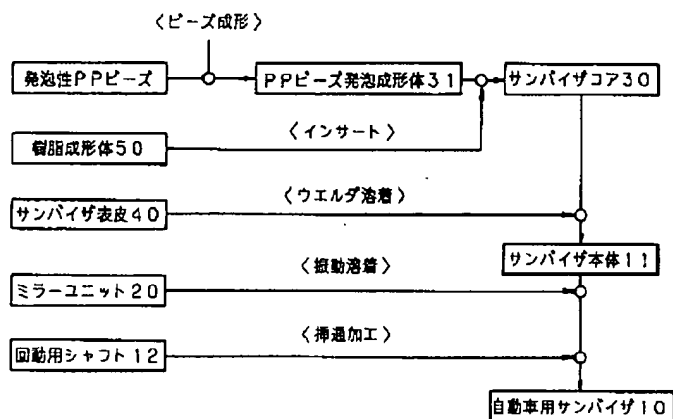 〈ビーズ成形〉
発泡性PPビーズ
PPビーズ発泡成形体31
サンバイザコア30
〈インサート〉
樹脂成形体50
〈ウエルダ溶着〉
サンバイザ表皮40
サンバイザ本体11
〈振動溶着〉
ミラーユニット20
〈挿通加工〉
回動用シャフト12
自動車用サンバイザ10